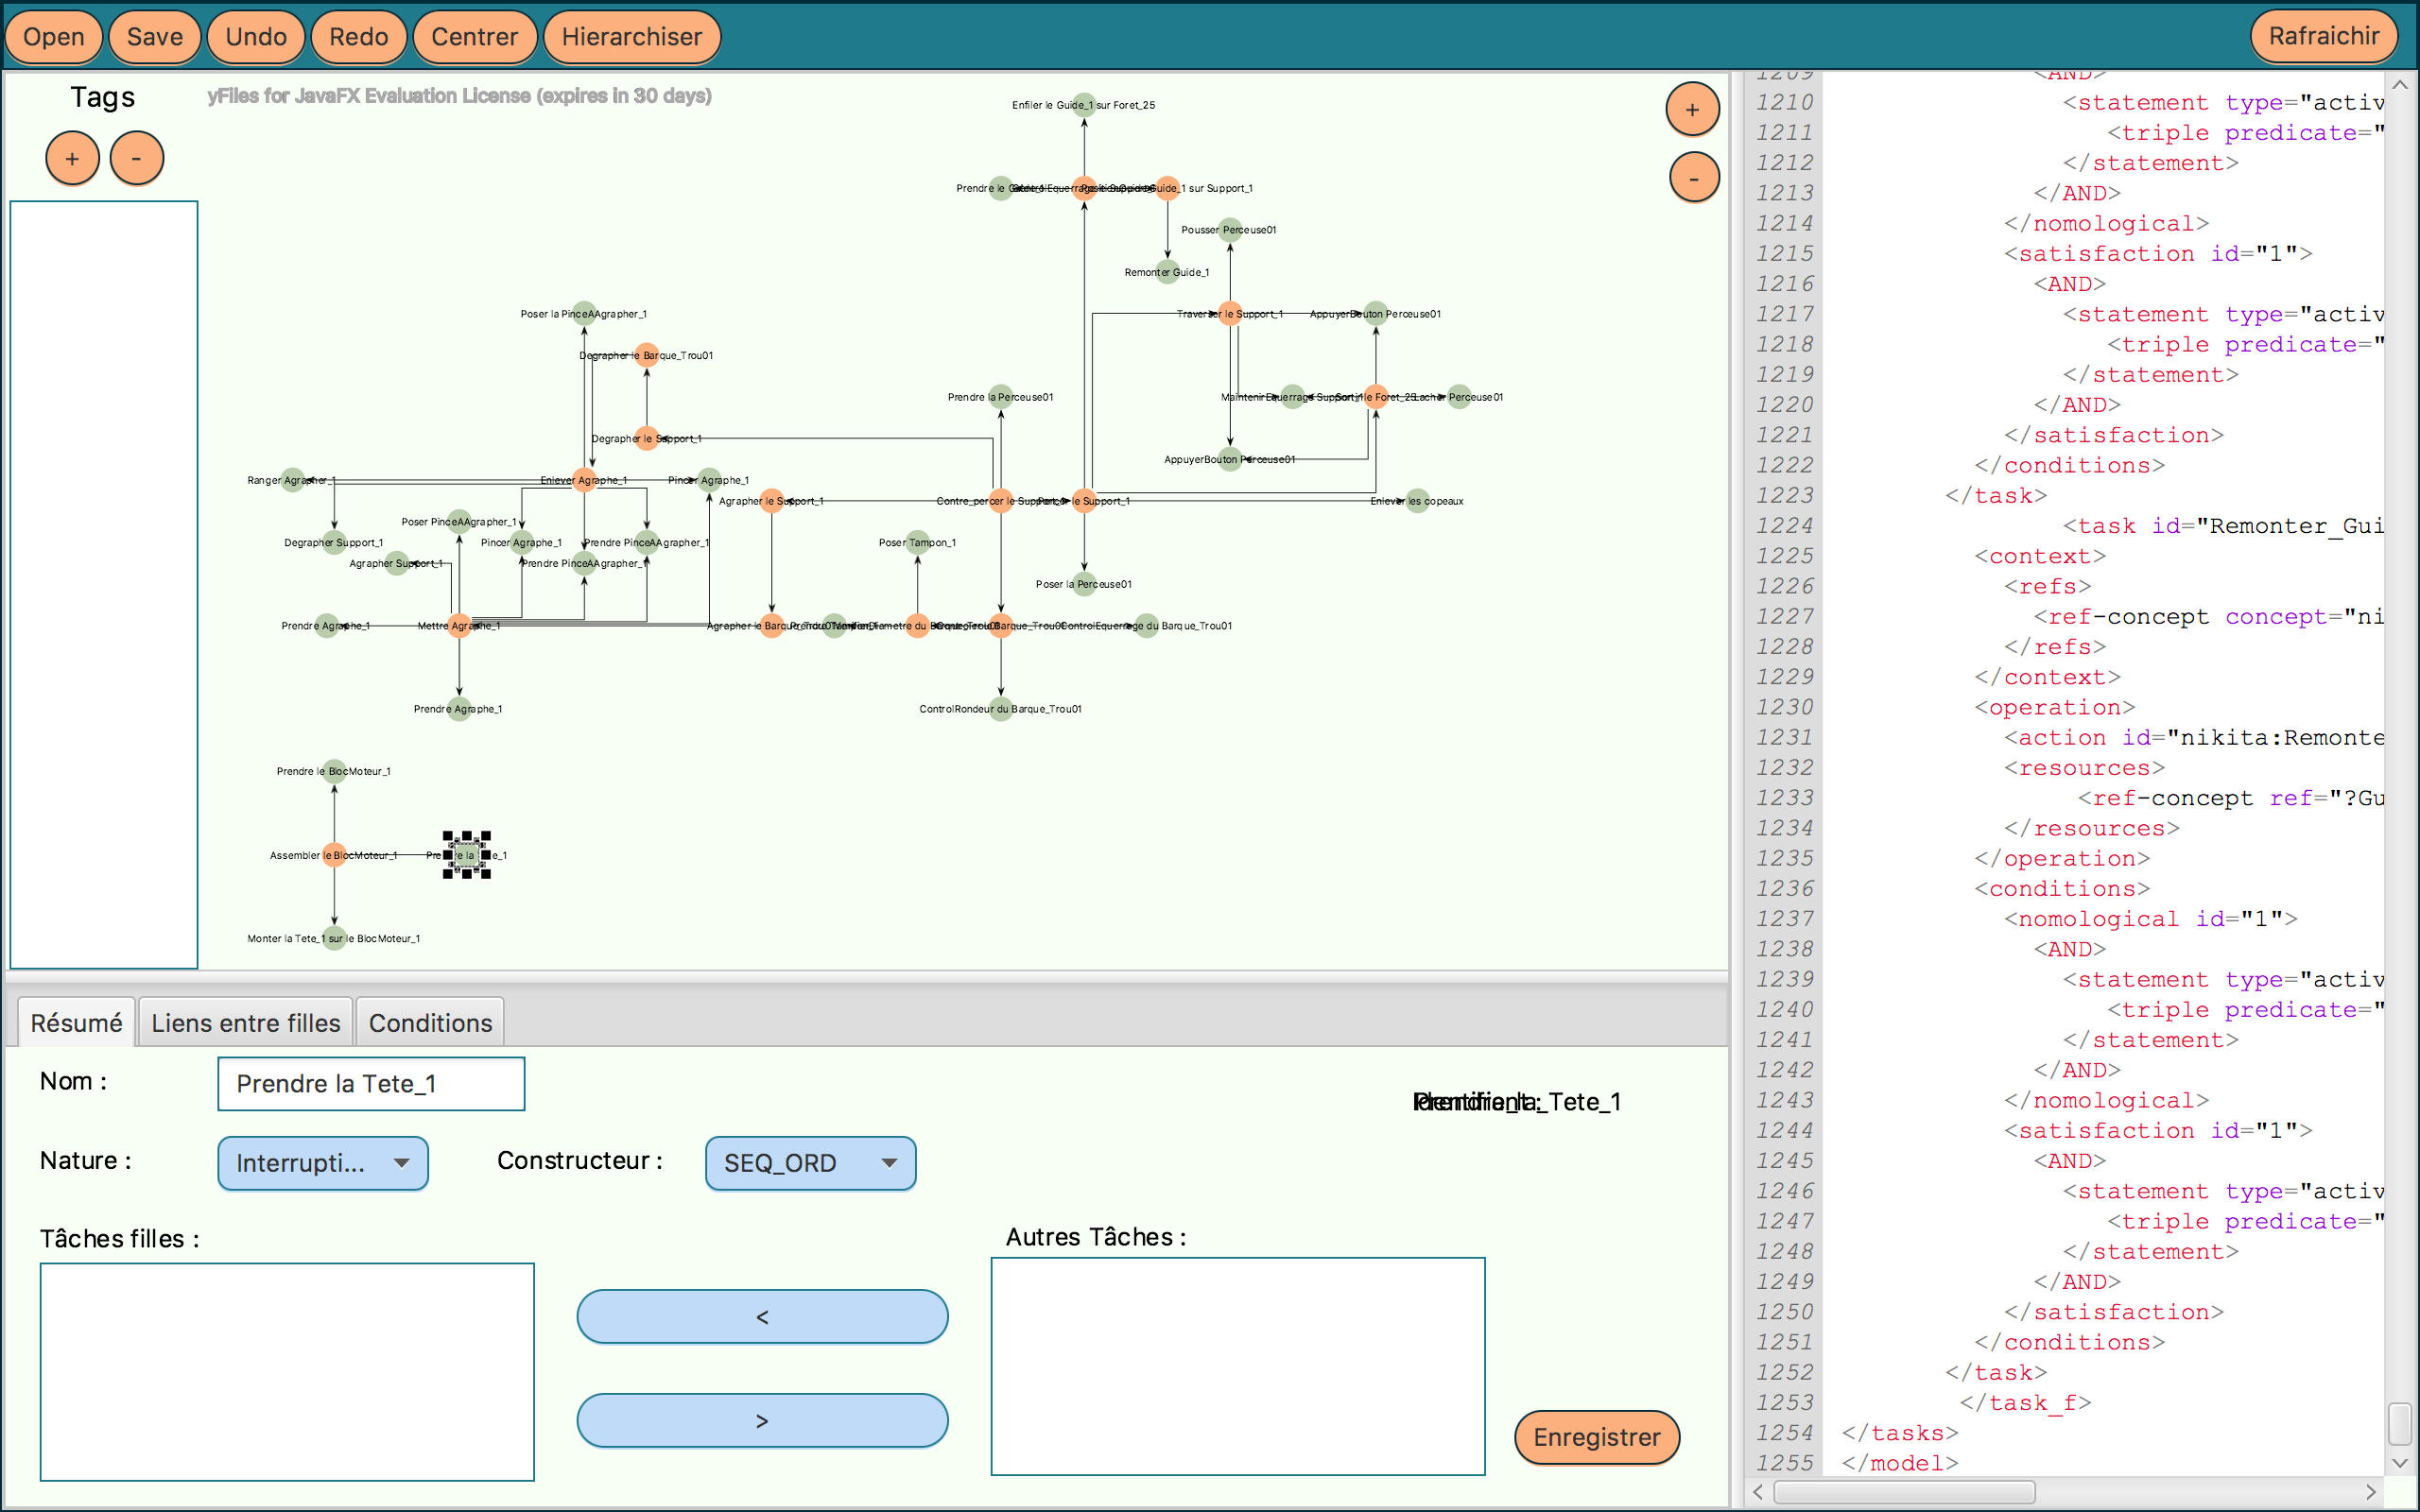 Open Save Undo Redo Centrer Hierarchiser Rafraichir
Tags
+ -
yFiles for JavaFX Evaluation License (expires in 30 days)
+
-
Enfiler le Guide_1 sur Foret_25
Prendre le
Guide_1 sur Support_1
Pousser Perceuse01
Remonter Guide_1
Poser la PinceAAgrapher_1
Traverser le Support_1
AppuyerBouton Perceuse01
Degrapher le Barque_Trou01
Prendre la Perceuse01
Maintenir Equerrage Support_1
Sortir le Foret_25
Lacher Perceuse01
Degrapher le Support_1
AppuyerBouton Perceuse01
Ranger Agrapher_1
Enlever Agraphe_1
Pincer Agraphe_1
Agrapher le Support_1
Contre_percer le Support_1
Percer le Support_1
Enlever les copeaux
Poser PinceAAgrapher_1
Degrapher Support_1
Pincer Agraphe_1
Prendre PinceAAgrapher_1
Poser Tampon_1
Agrapher Support_1
Prendre PinceAAgrapher_1
Poser la Perceuse01
Prendre Agraphe_1
Mettre Agraphe_1
Agrapher le Barque_Trou01
ControlEquerrage du Barque_Trou01
Prendre Agraphe_1
ControlRondeur du Barque_Trou01
Prendre le BlocMoteur_1
Assembler le BlocMoteur_1
Monter la Tete_1 sur le BlocMoteur_1
Résumé Liens entre filles Conditions
Nom : Prendre la Tete_1
Nature : Interrupti... Constructeur : SEQ_ORD
Tâches filles :
Autres Tâches :
<
>
Enregistrer
1209 <AND>
1210 <statement type="activ
1211 <triple predicate="
1212 </statement>
1213 </AND>
1214 </nomological>
1215 <satisfaction id="1">
1216 <AND>
1217 <statement type="activ
1218 <triple predicate="
1219 </statement>
1220 </AND>
1221 </satisfaction>
1222 </conditions>
1223 </task>
1224 <task id="Remonter_Gui
1225 <context>
1226 <refs>
1227 <ref-concept concept="ni
1228 </refs>
1229 </context>
1230 <operation>
1231 <action id="nikita:Remonte
1232 <resources>
1233 <ref-concept ref="?Gu
1234 </resources>
1235 </operation>
1236 <conditions>
1237 <nomological id="1">
1238 <AND>
1239 <statement type="activ
1240 <triple predicate="
1241 </statement>
1242 </AND>
1243 </nomological>
1244 <satisfaction id="1">
1245 <AND>
1246 <statement type="activ
1247 <triple predicate="
1248 </statement>
1249 </AND>
1250 </satisfaction>
1251 </conditions>
1252 </task>
1253 </task_f>
1254 </tasks>
1255 </model>